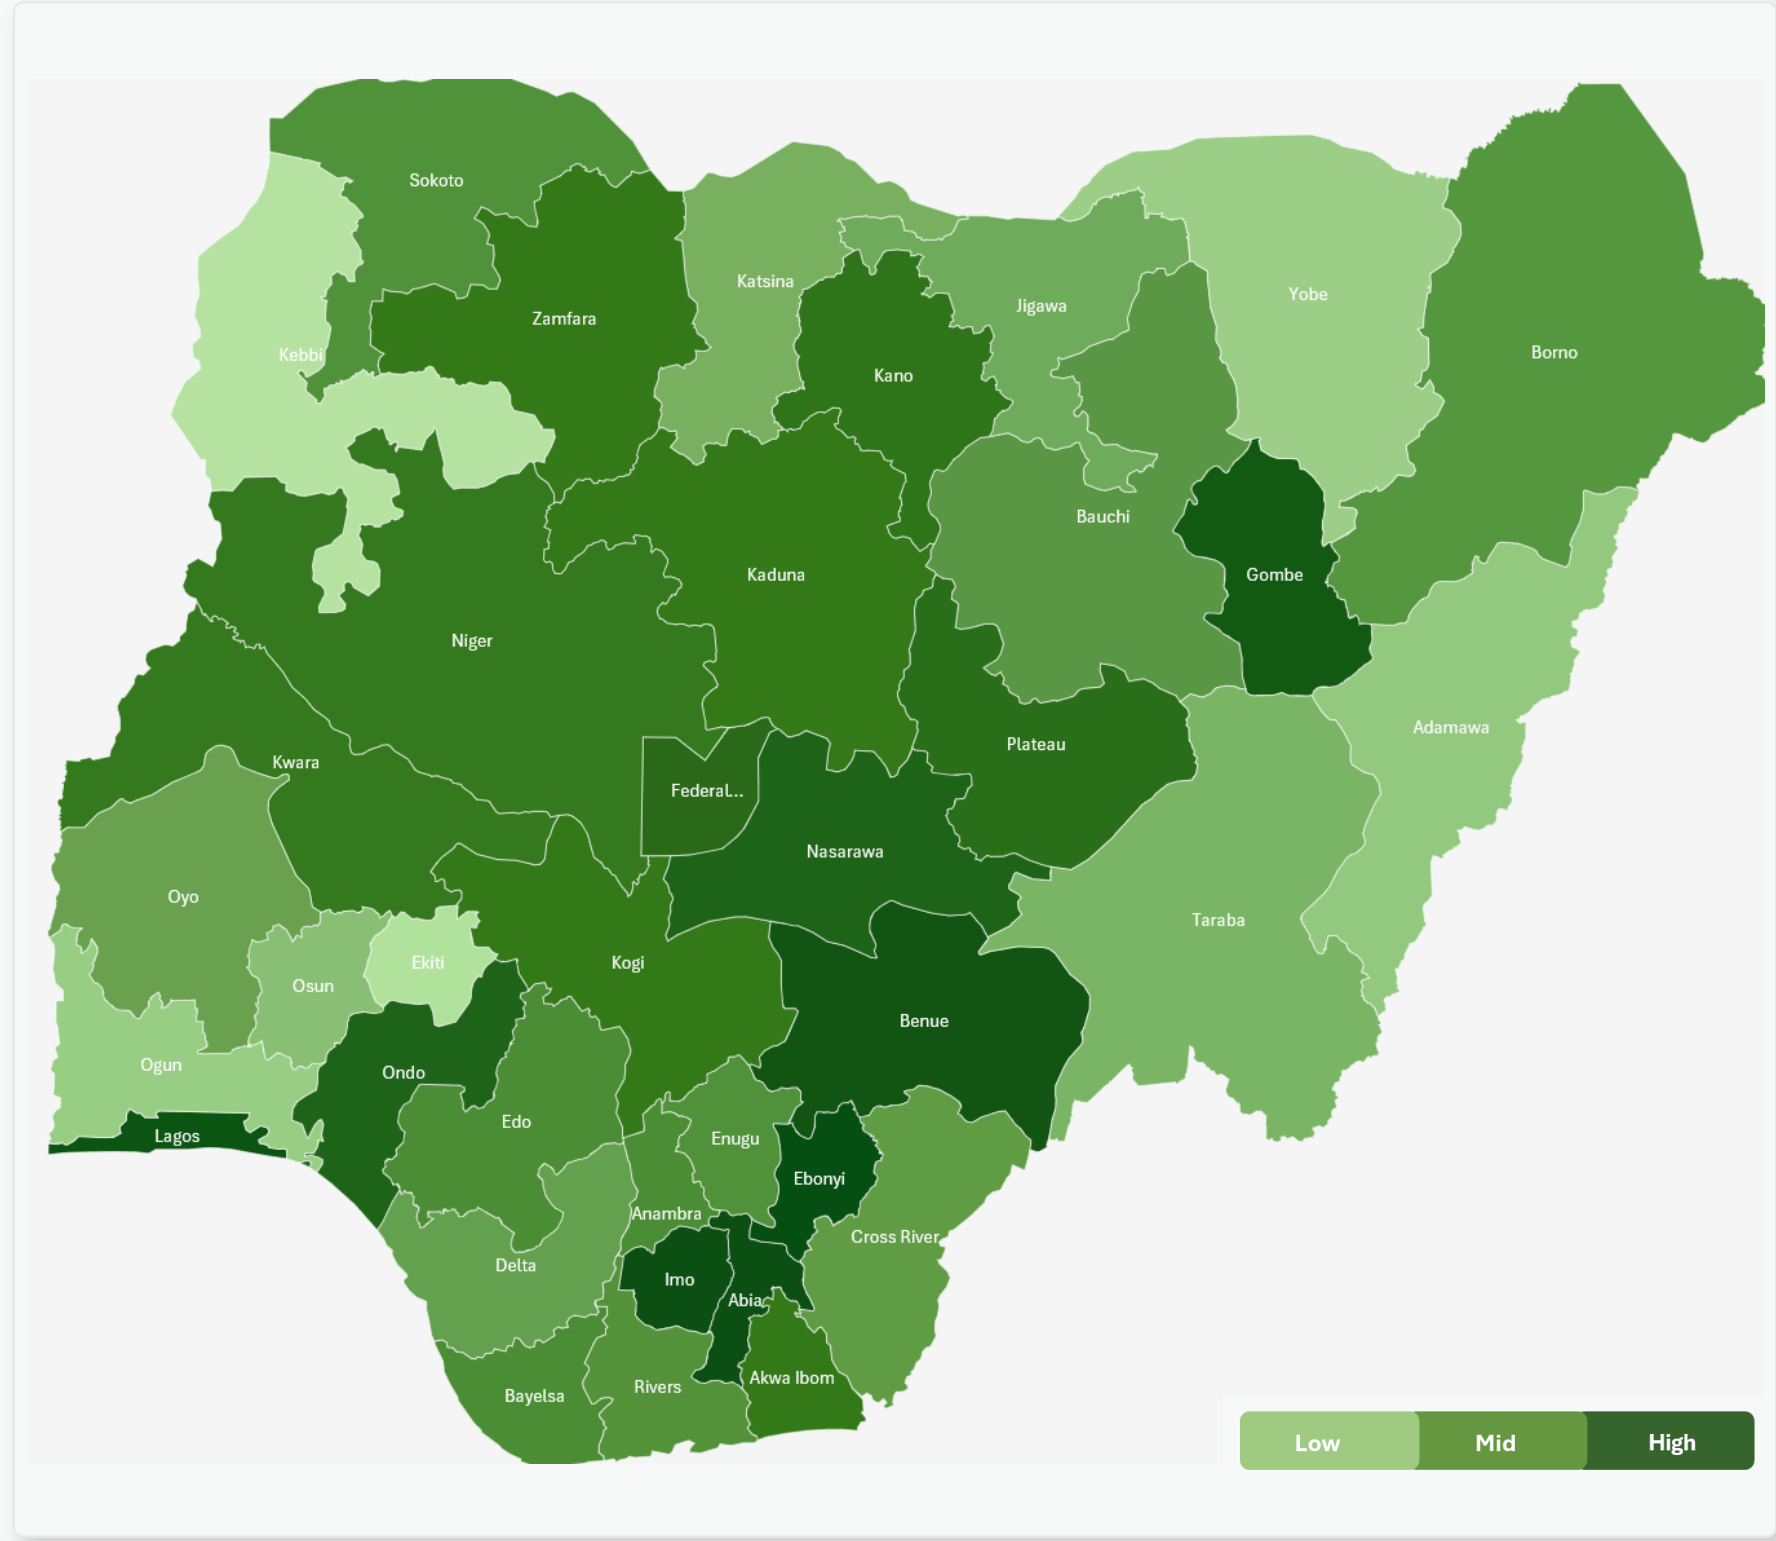 Sokoto
Katsina
Yobe
Jigawa
Zamfara
Borno
Kebbi
Kano
Bauchi
Kaduna
Gombe
Niger
Adamawa
Plateau
Kwara
Federal...
Nasarawa
Oyo
Taraba
Ekiti
Kogi
Osun
Benue
Ogun
Ondo
Edo
Lagos
Enugu
Ebonyi
Anambra
Cross River
Delta
Imo
Abia
Akwa Ibom
Rivers
Bayelsa
Low
Mid
High